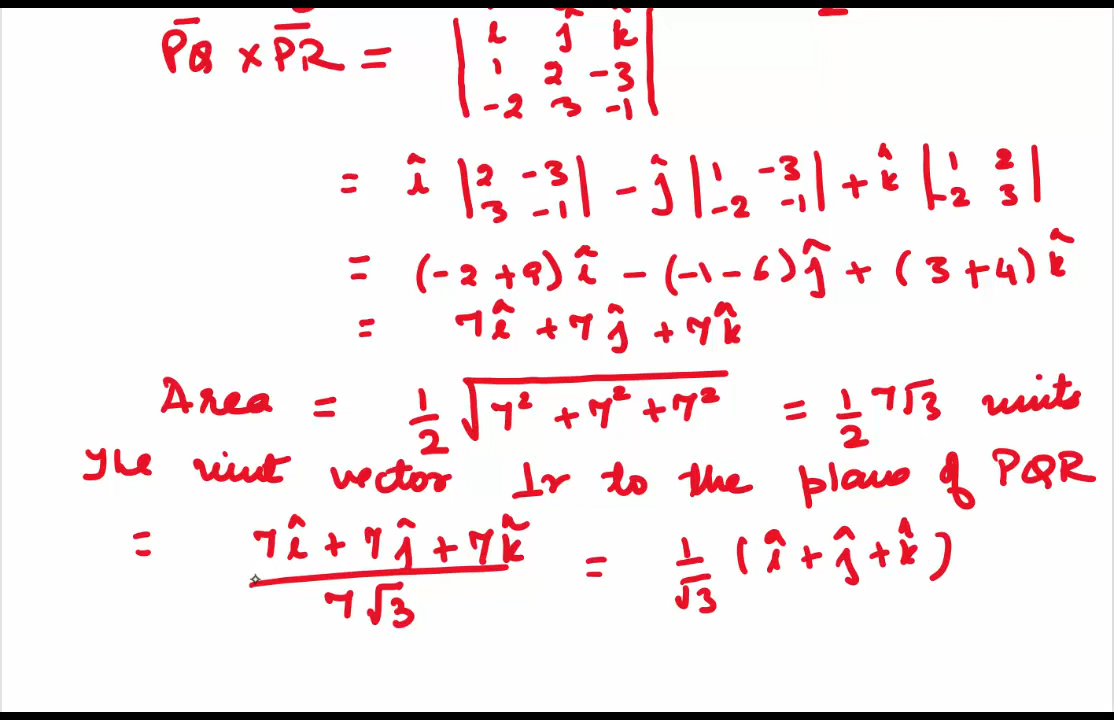 P̅Q̅ × P̅R̅ = | î ĵ k̂ |
| 1 2 -3 |
| -2 3 -1 |
= î |2 -3; 3 -1| - ĵ |1 -3; -2 -1| + k̂ |1 2; -2 3|
= (-2+9) î - (-1-6) ĵ + (3+4) k̂
= 7î + 7ĵ + 7k̂
Area = 1/2 √(7² + 7² + 7²) = 1/2 7√3 units
The unit vector ⊥r to the plane of PQR
= (7î + 7ĵ + 7k̂)/(7√3) = 1/√3 (î + ĵ + k̂)